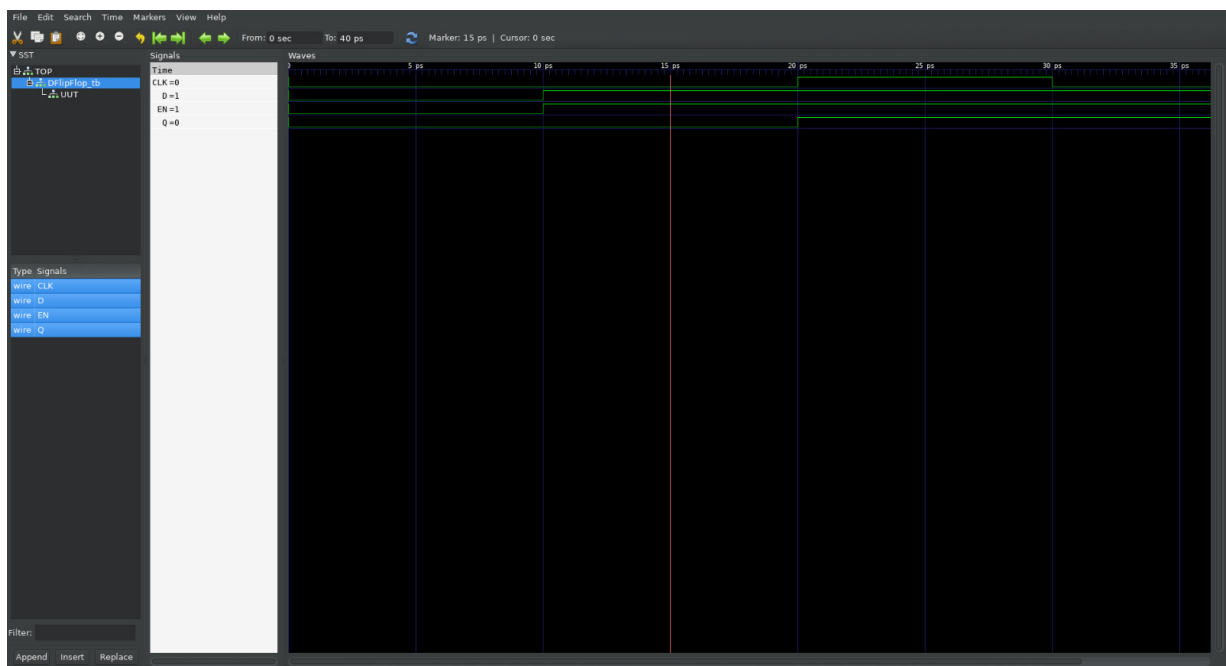 File Edit Search Time Markers View Help
From: 0 sec To: 40 ps Marker: 15 ps | Cursor: 0 sec
SST
TOP
DFlipFlop_tb
UUT
Type Signals
wire CLK
wire D
wire EN
wire Q
Filter:
Append Insert Replace
Signals
Time
CLK=0
D=1
EN=1
Q=0
Waves
0 5 ps 10 ps 15 ps 20 ps 25 ps 30 ps 35 ps